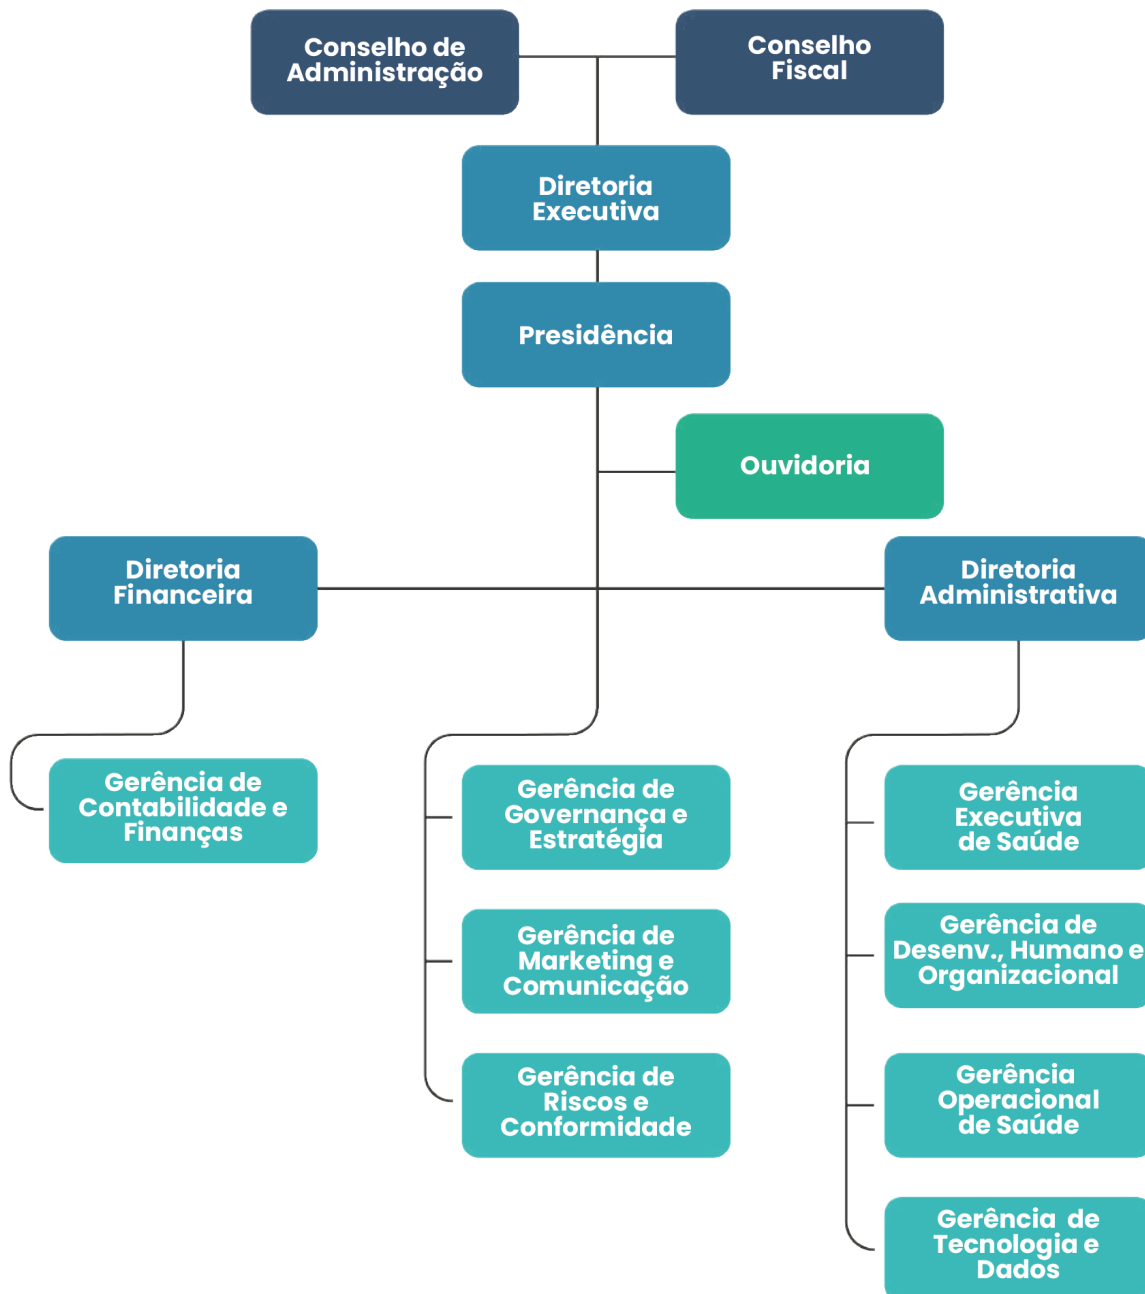 Conselho de
Administração
Conselho
Fiscal
Diretoria
Executiva
Presidência
Ouvidoria
Diretoria
Financeira
Diretoria
Administrativa
Gerência de
Contabilidade e
Finanças
Gerência de
Governança e
Estratégia
Gerência de
Marketing e
Comunicação
Gerência de
Riscos e
Conformidade
Gerência
Executiva
de Saúde
Gerência de
Desenv., Humano e
Organizacional
Gerência
Operacional
de Saúde
Gerência de
Tecnologia e
Dados